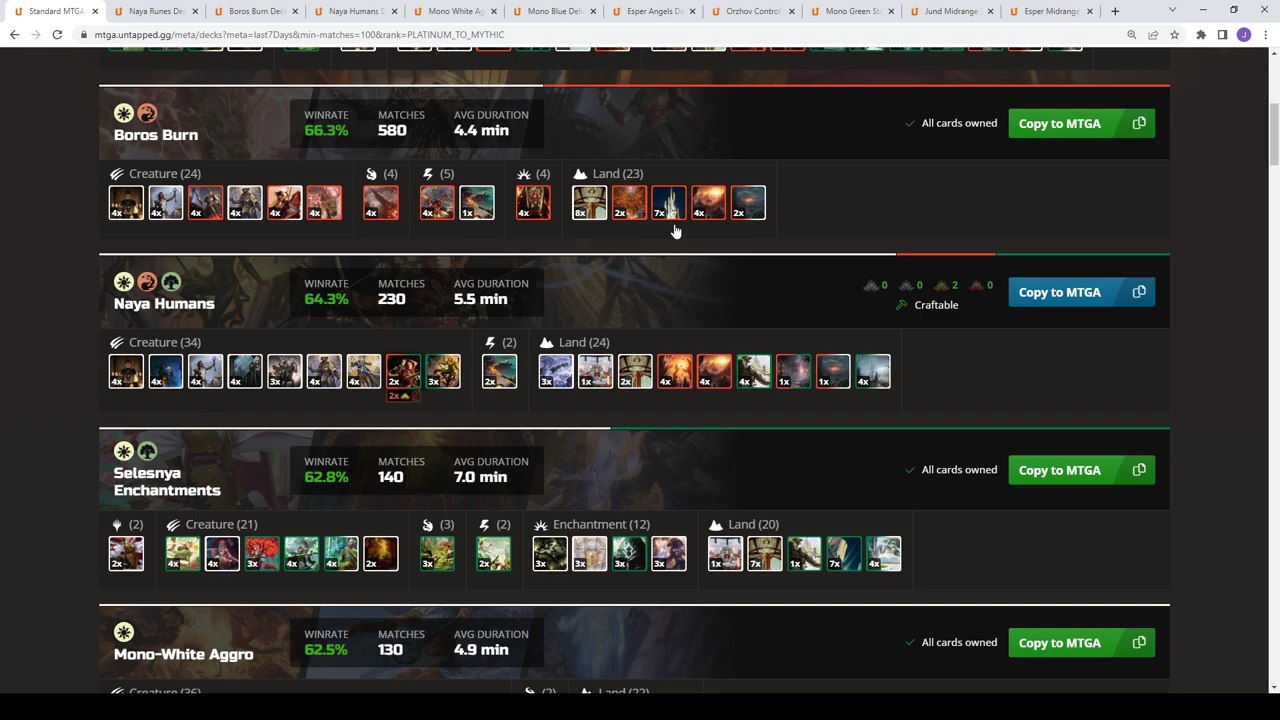 Standard MTGA
Naya Runes Dec
Boros Burn Dec
Naya Humans D
Mono White Ag
Mono Blue Delv
Esper Angels De
Orzhov Control
Mono Green Sto
Jund Midrange
Esper Midrange
mtga.untapped.gg/meta/decks?meta=last7Days&min-matches=100&rank=PLATINUM_TO_MYTHIC
J
Boros Burn
WINRATE MATCHES AVG DURATION
66.3% 580 4.4 min
All cards owned
Copy to MTGA
Creature (24) (4) (5) (4) Land (23)
4x 4x 4x 4x 4x 4x 4x 4x 1x 4x 8x 2x 7x 4x 2x
Naya Humans
WINRATE MATCHES AVG DURATION
64.3% 230 5.5 min
0 0 2 0
Craftable
Copy to MTGA
Creature (34) (2) Land (24)
4x 4x 4x 4x 3x 4x 4x 2x 3x 2x 3x 1x 2x 4x 4x 4x 1x 1x 4x
2x
Selesnya
Enchantments
WINRATE MATCHES AVG DURATION
62.8% 140 7.0 min
All cards owned
Copy to MTGA
(2) Creature (21) (3) (2) Enchantment (12) Land (20)
2x 4x 4x 3x 4x 4x 2x 3x 2x 3x 3x 3x 3x 1x 7x 1x 7x 4x
Mono-White Aggro
WINRATE MATCHES AVG DURATION
62.5% 130 4.9 min
All cards owned
Copy to MTGA
Creature (36) (2) Land (22)